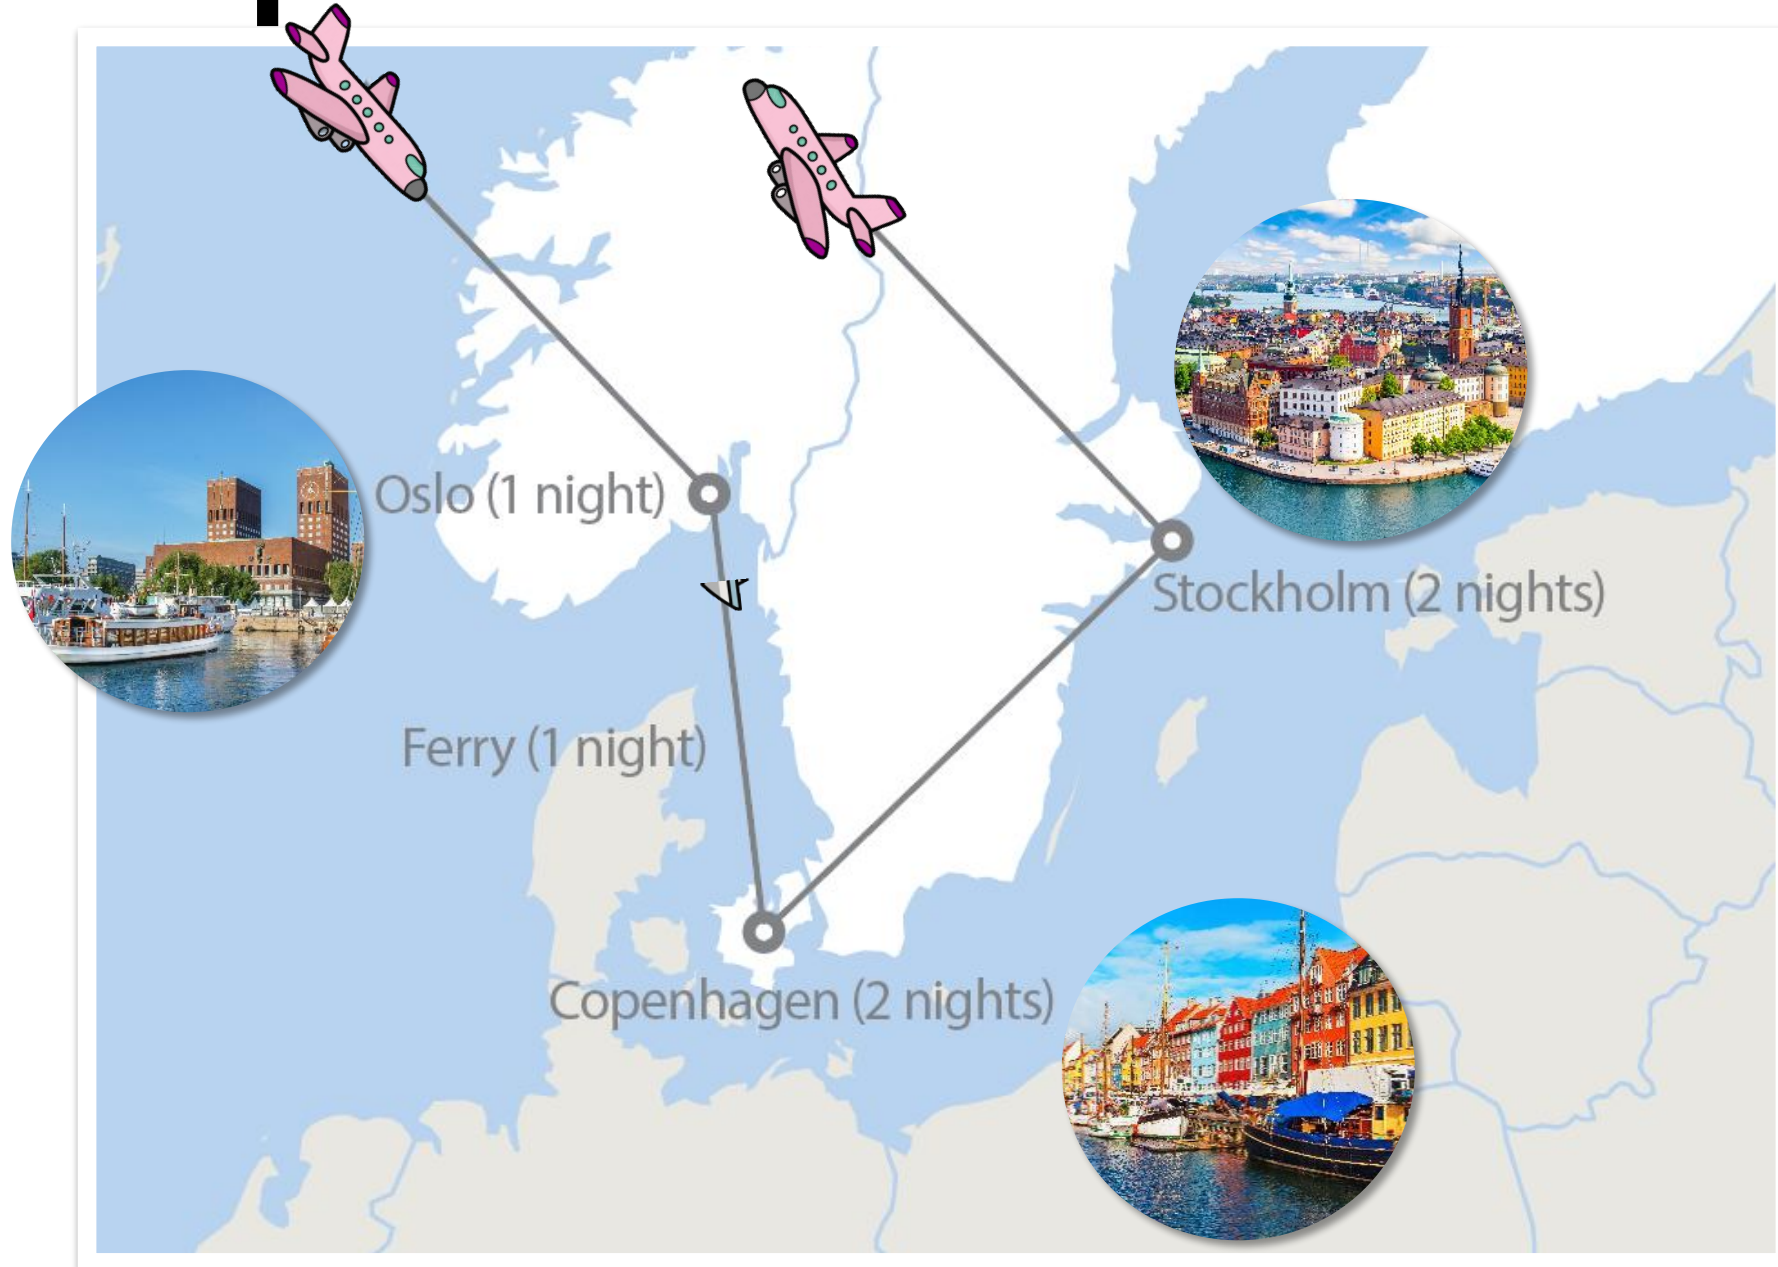 Oslo (1 night)
Stockholm (2 nights)
Ferry (1 night)
Copenhagen (2 nights)